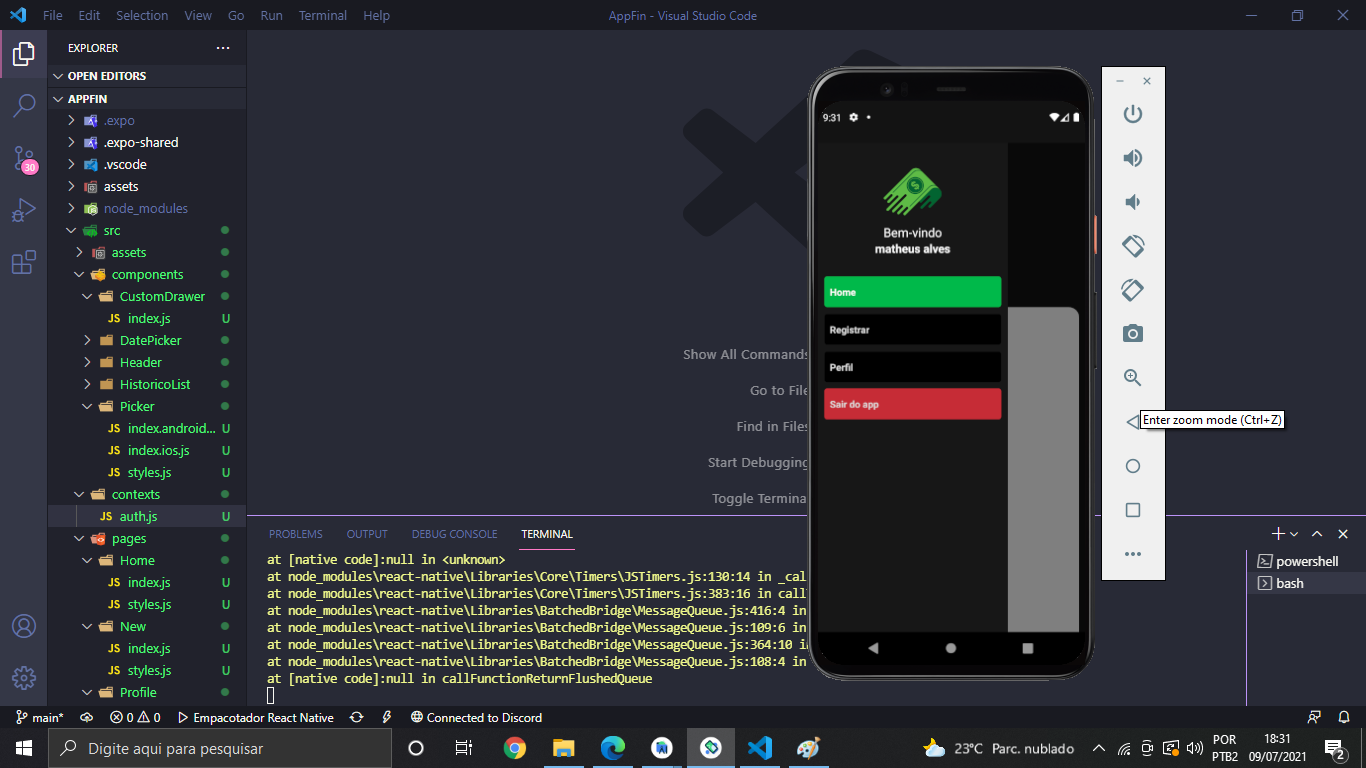 File Edit Selection View Go Run Terminal Help
AppFin - Visual Studio Code
EXPLORER
OPEN EDITORS
APPFIN
.expo
.expo-shared
.vscode
assets
node_modules
src
assets
components
CustomDrawer
JS index.js U
DatePicker
Header
HistoricoList
Picker
JS index.android... U
JS index.ios.js U
JS styles.js U
contexts
JS auth.js U
pages
Home
JS index.js U
JS styles.js U
New
JS index.js U
JS styles.js U
Profile
30
Show All Commands
Go to File
Find in Files
Start Debugging
Toggle Terminal
9:31
Bem-vindo
matheus alves
Home
Registrar
Perfil
Sair do app
Enter zoom mode (Ctrl+Z)
PROBLEMS OUTPUT DEBUG CONSOLE TERMINAL
at [native code]:null in <unknown>
at node_modules\react-native\Libraries\Core\Timers\JSTimers.js:130:14 in _cal
at node_modules\react-native\Libraries\Core\Timers\JSTimers.js:383:16 in call
at node_modules\react-native\Libraries\BatchedBridge\MessageQueue.js:416:4 in
at node_modules\react-native\Libraries\BatchedBridge\MessageQueue.js:109:6 in
at node_modules\react-native\Libraries\BatchedBridge\MessageQueue.js:364:10 in
at node_modules\react-native\Libraries\BatchedBridge\MessageQueue.js:108:4 in
at [native code]:null in callFunctionReturnFlushedQueue
powershell
bash
main* 0 0 Empacotador React Native Connected to Discord
Digite aqui para pesquisar
23°C Parc. nublado
POR
PTB2
18:31
09/07/2021
2